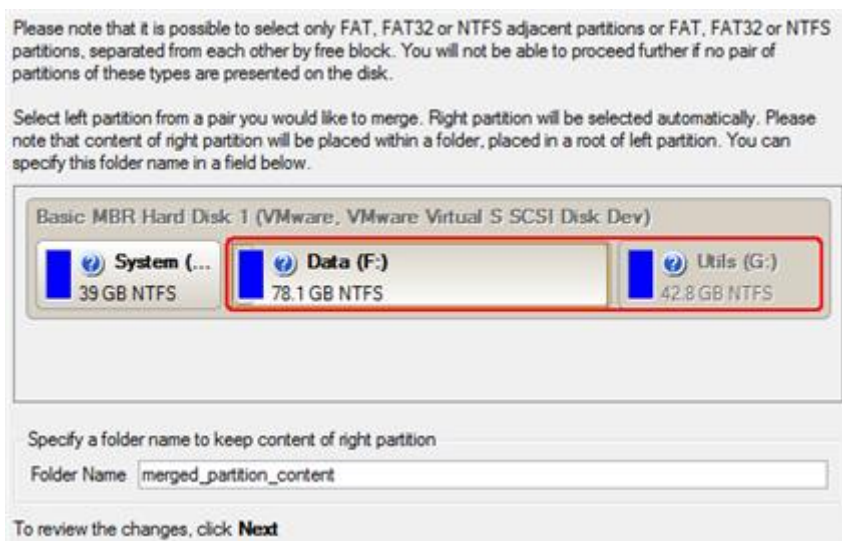 Please note that it is possible to select only FAT, FAT32 or NTFS adjacent partitions or FAT, FAT32 or NTFS
partitions, separated from each other by free block. You will not be able to proceed further if no pair of
partitions of these types are presented on the disk.
Select left partition from a pair you would like to merge. Right partition will be selected automatically. Please
note that content of right partition will be placed within a folder, placed in a root of left partition. You can
specify this folder name in a field below.
Basic MBR Hard Disk 1 (VMware, VMware Virtual S SCSI Disk Dev)
System (... Data (F:) Utils (G:)
39 GB NTFS 78.1 GB NTFS 42.8 GB NTFS
Specify a folder name to keep content of right partition
Folder Name merged_partition_content
To review the changes, click Next